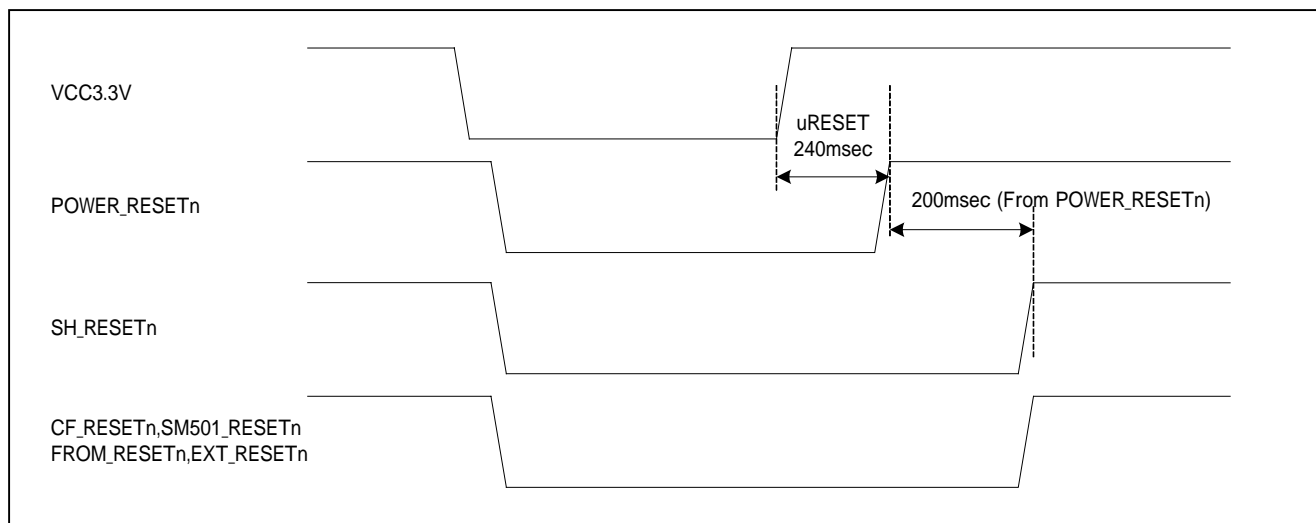 VCC3.3V
uRESET
240msec
POWER_RESETn
200msec (From POWER_RESETn)
SH_RESETn
CF_RESETn,SM501_RESETn
FROM_RESETn,EXT_RESETn